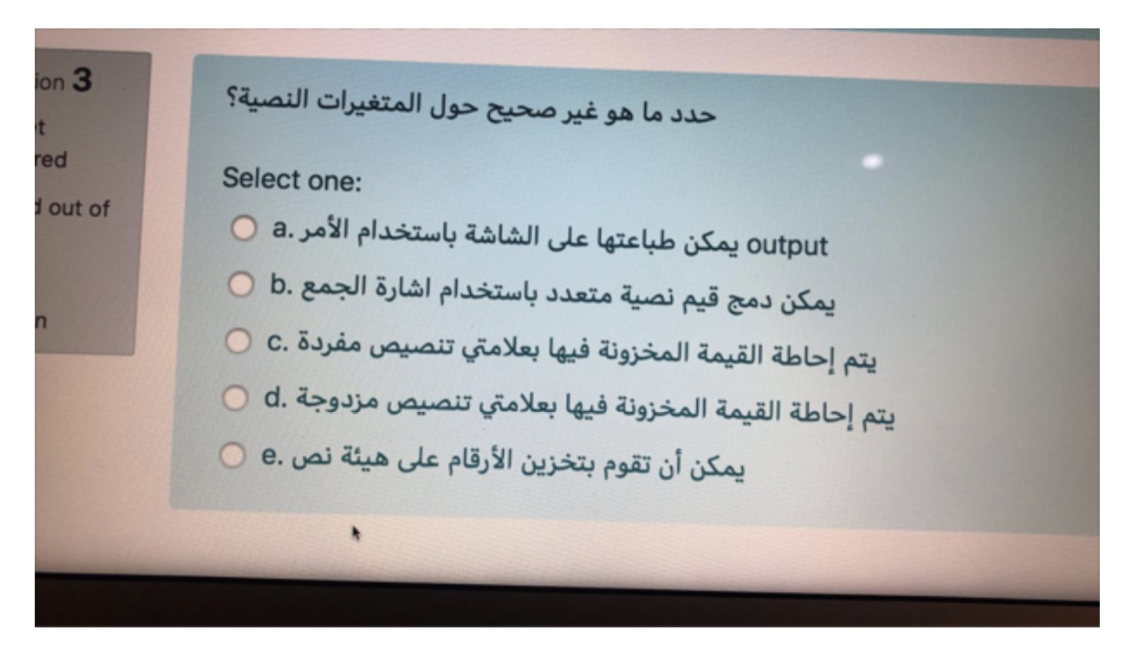 ion 3
t
red
d out of
n
حدد ما هو غير صحيح حول المتغيرات النصية؟
Select one:
a. يمكن طباعتها على الشاشة باستخدام الأمر output
b. يمكن دمج قيم نصية متعدد باستخدام اشارة الجمع
c. يتم إحاطة القيمة المخزونة فيها بعلامتي تنصيص مفردة
d. يتم إحاطة القيمة المخزونة فيها بعلامتي تنصيص مزدوجة
e. يمكن أن تقوم بتخزين الأرقام على هيئة نص